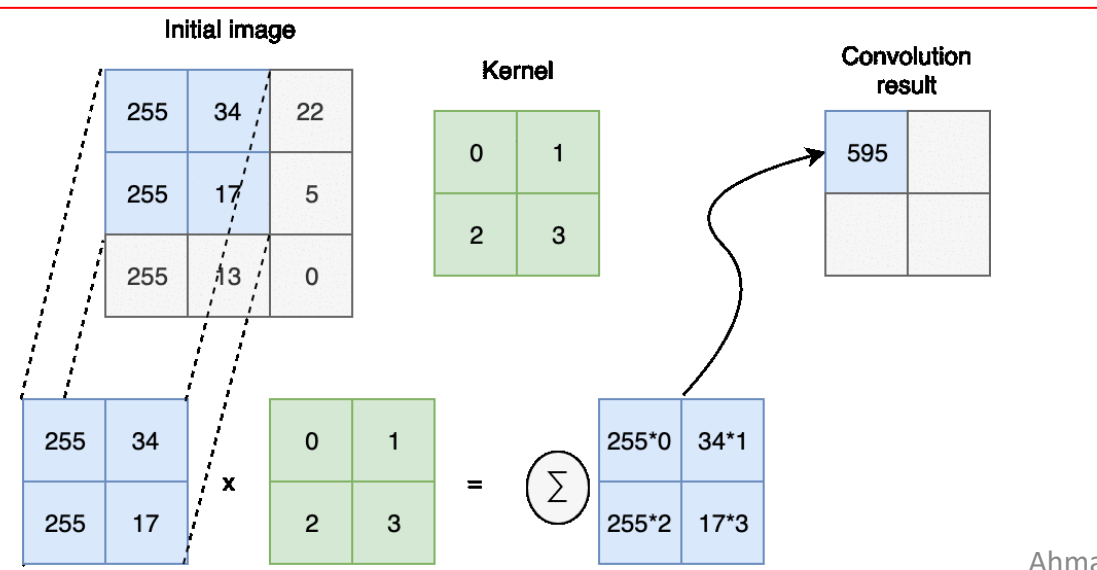 Initial image
Kernel
Convolution
result
255 34 22
255 17 5
255 13 0
0 1
2 3
595
255 34
255 17
x
0 1
2 3
=
∑
255*0 34*1
255*2 17*3
Ahma